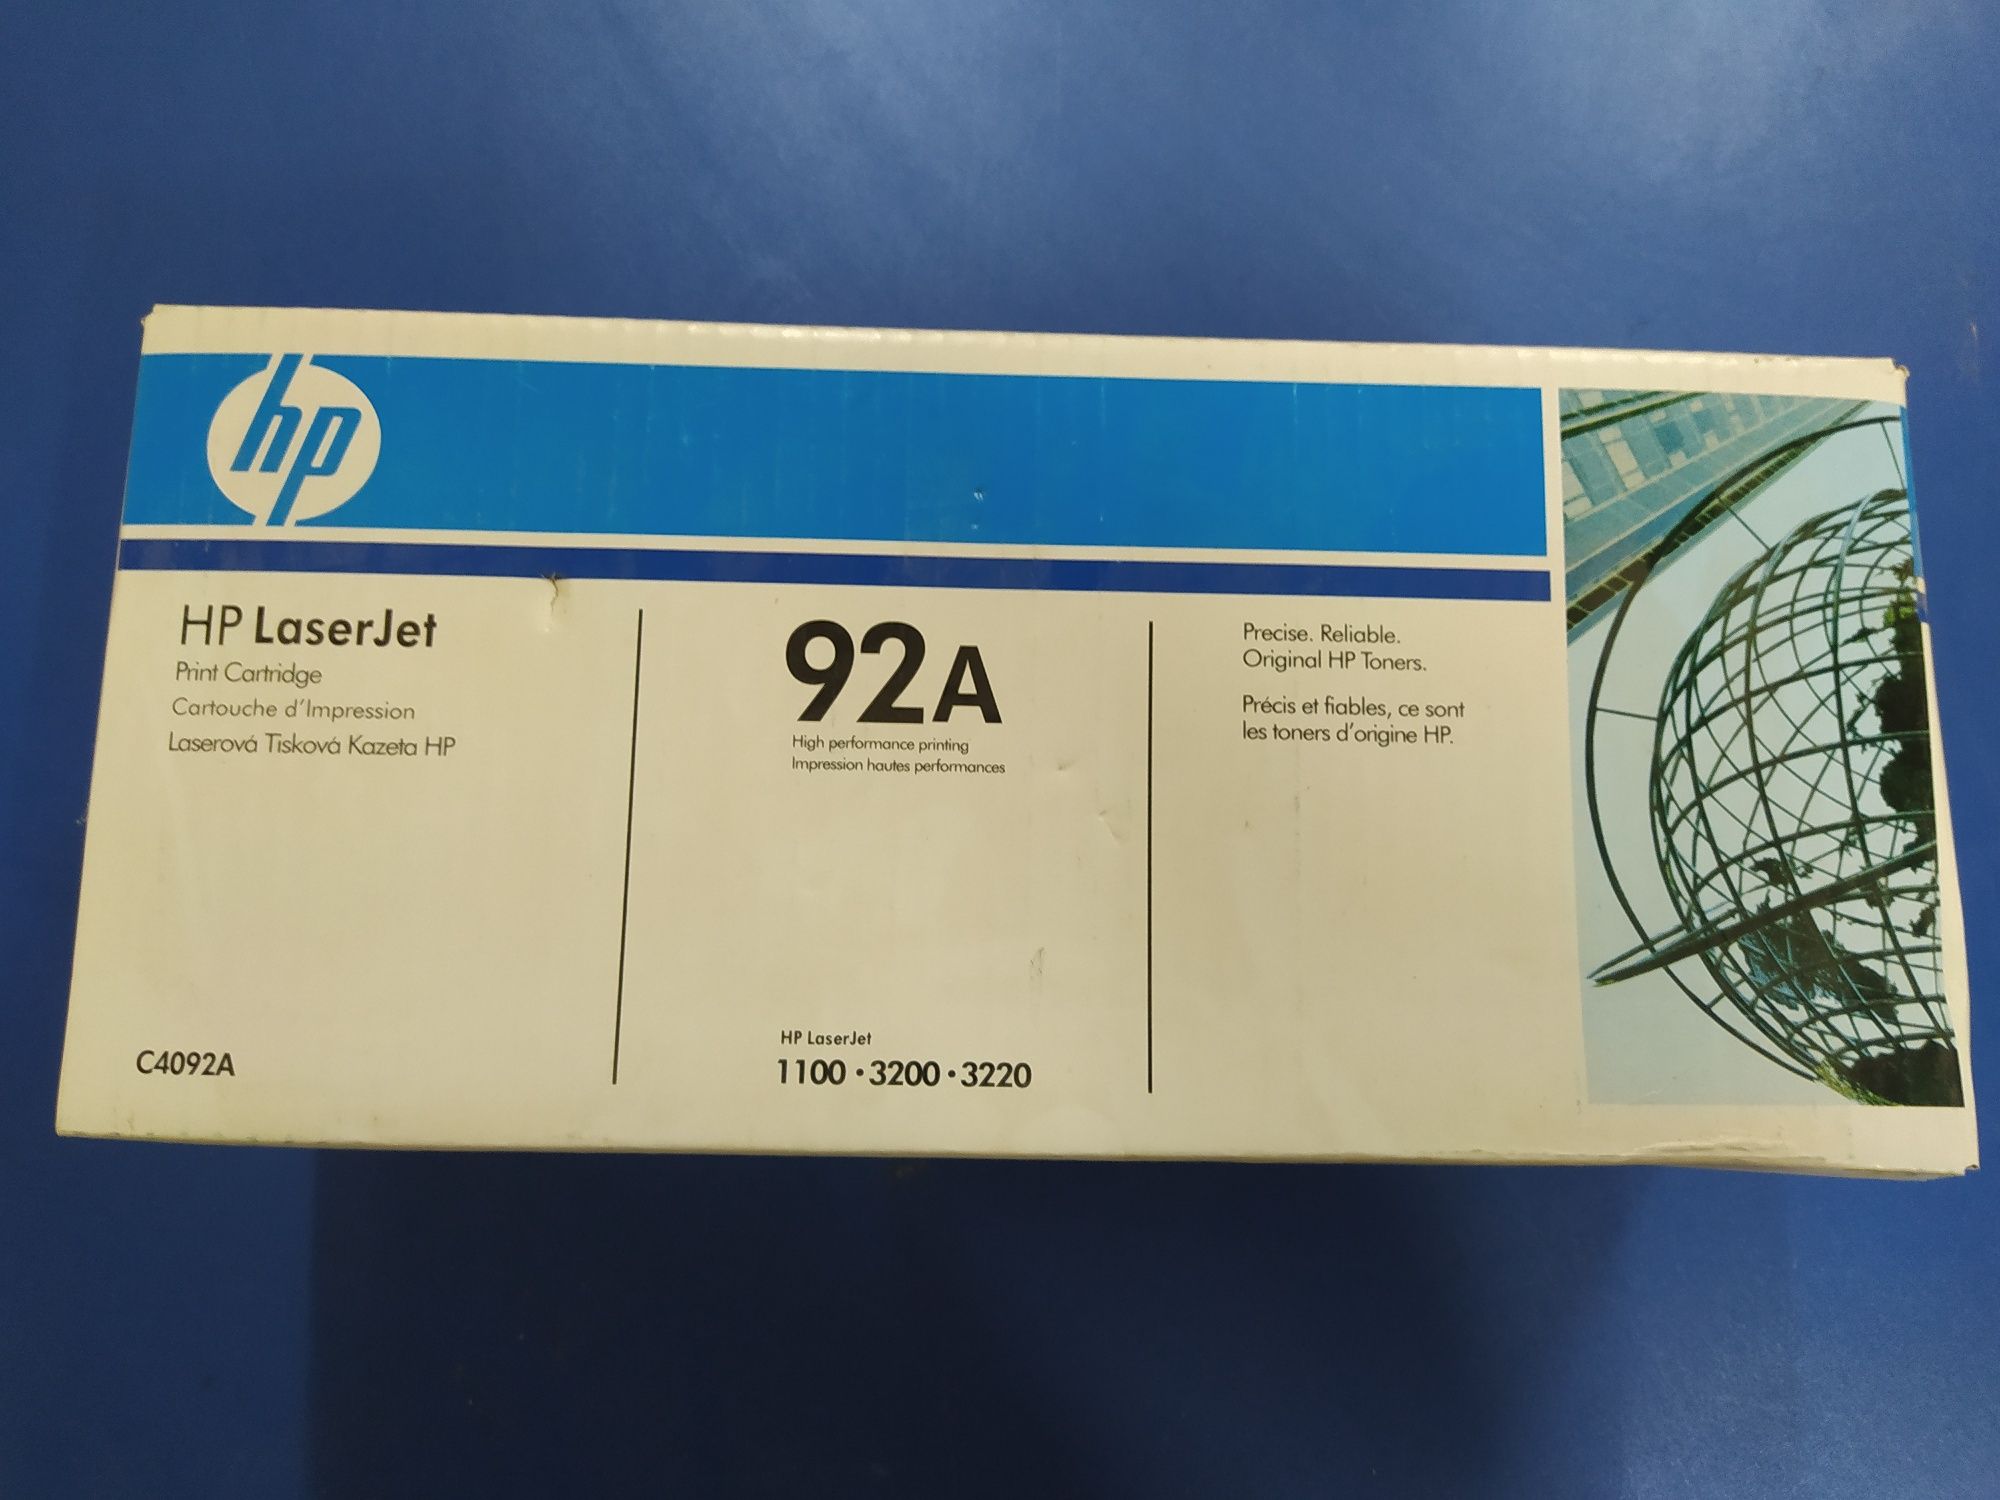 hp
HP LaserJet
Print Cartridge
Cartouche d'Impression
Laserová Tisková Kazeta HP
C4092A
92A
High performance printing
Impression hautes performances
HP LaserJet
1100 • 3200 • 3220
Precise. Reliable.
Original HP Toners.
Précis et fiables, ce sont
les toners d'origine HP.